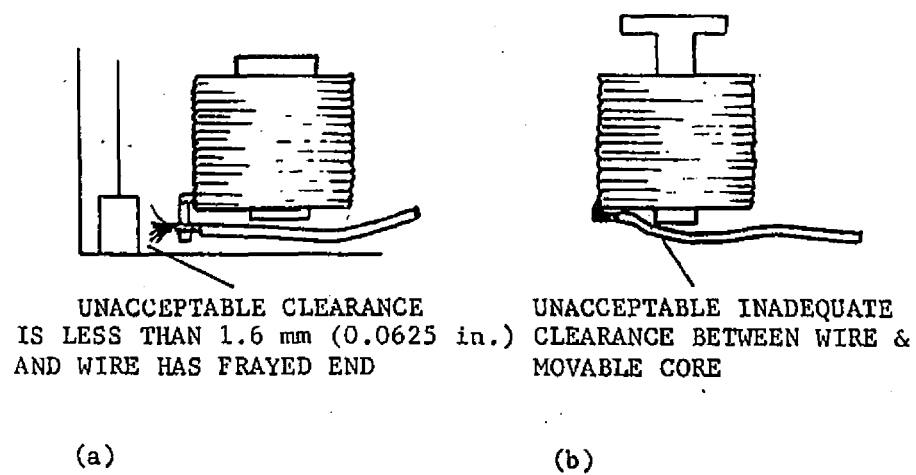 UNACCEPTABLE CLEARANCE
IS LESS THAN 1.6 mm (0.0625 in.)
AND WIRE HAS FRAYED END
(a)
UNACCEPTABLE INADEQUATE
CLEARANCE BETWEEN WIRE &
MOVABLE CORE
(b)